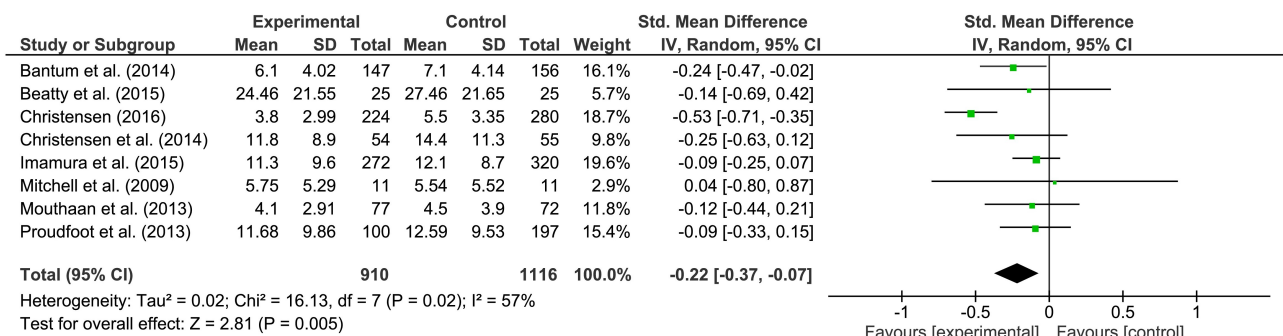 Experimental Control Std. Mean Difference Std. Mean Difference
Study or Subgroup Mean SD Total Mean SD Total Weight IV, Random, 95% CI IV, Random, 95% CI
Bantum et al. (2014) 6.1 4.02 147 7.1 4.14 156 16.1% -0.24 [-0.47, -0.02]
Beatty et al. (2015) 24.46 21.55 25 27.46 21.65 25 5.7% -0.14 [-0.69, 0.42]
Christensen (2016) 3.8 2.99 224 5.5 3.35 280 18.7% -0.53 [-0.71, -0.35]
Christensen et al. (2014) 11.8 8.9 54 14.4 11.3 55 9.8% -0.25 [-0.63, 0.12]
Imamura et al. (2015) 11.3 9.6 272 12.1 8.7 320 19.6% -0.09 [-0.25, 0.07]
Mitchell et al. (2009) 5.75 5.29 11 5.54 5.52 11 2.9% 0.04 [-0.80, 0.87]
Mouthaan et al. (2013) 4.1 2.91 77 4.5 3.9 72 11.8% -0.12 [-0.44, 0.21]
Proudfoot et al. (2013) 11.68 9.86 100 12.59 9.53 197 15.4% -0.09 [-0.33, 0.15]
Total (95% CI) 910 1116 100.0% -0.22 [-0.37, -0.07]
Heterogeneity: Tau² = 0.02; Chi² = 16.13, df = 7 (P = 0.02); I² = 57%
Test for overall effect: Z = 2.81 (P = 0.005)
-1 -0.5 0 0.5 1
Favours [experimental] Favours [control]